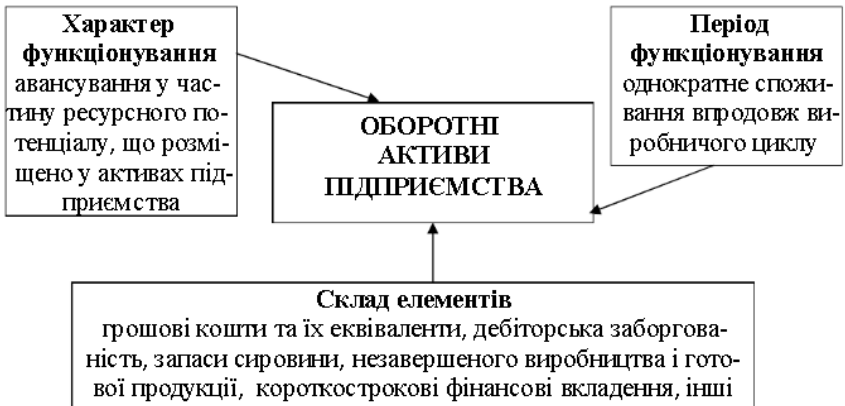 Характер
функціонування
авансування у час-
тину ресурсного по-
тенціалу, що розмі-
щено у активах під-
приємства
Період
функціонування
однократне спожи-
вання впродовж ви-
робничого циклу
ОБОРОТНІ
АКТИВИ
ПІДПРИЄМСТВА
Склад елементів
грошові кошти та їх еквіваленти, дебіторська заборгова-
ність, запаси сировини, незавершеного виробництва і гото-
вої продукції, короткострокові фінансові вкладення, інші